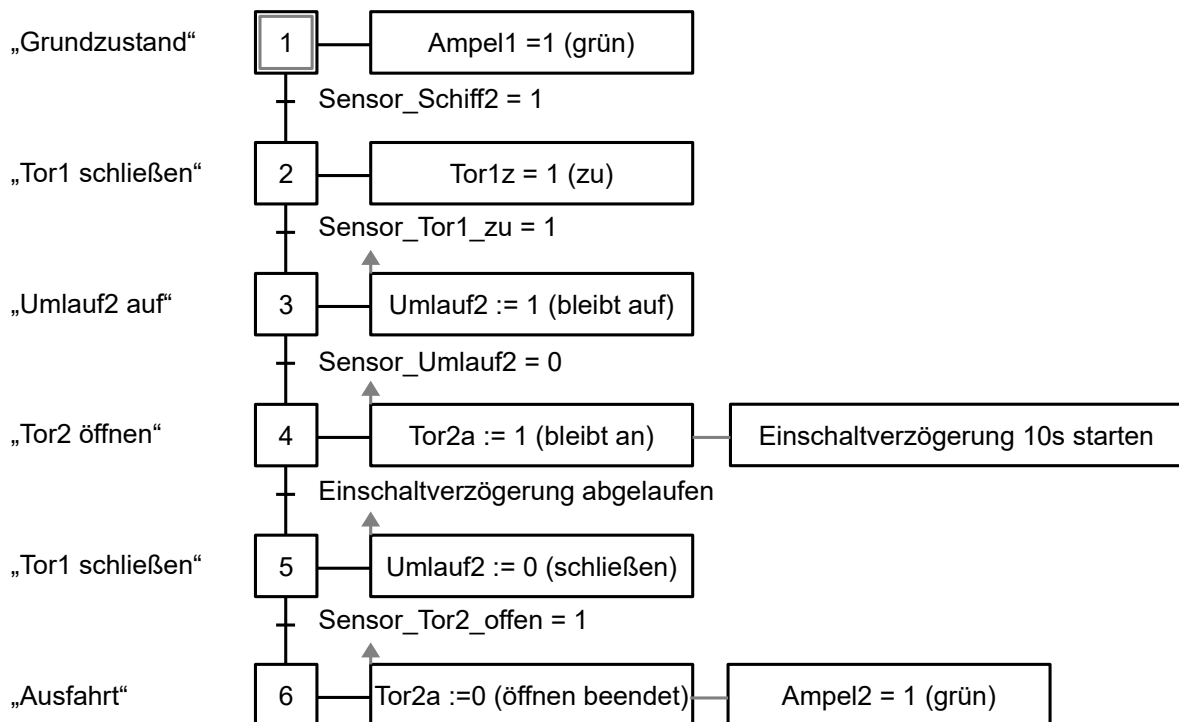 „Grundzustand“ 1 Ampel1 =1 (grün)
Sensor_Schiff2 = 1
„Tor1 schließen“ 2 Tor1z = 1 (zu)
Sensor_Tor1_zu = 1
„Umlauf2 auf“ 3 Umlauf2 := 1 (bleibt auf)
Sensor_Umlauf2 = 0
„Tor2 öffnen“ 4 Tor2a := 1 (bleibt an) Einschaltverzögerung 10s starten
Einschaltverzögerung abgelaufen
„Tor1 schließen“ 5 Umlauf2 := 0 (schließen)
Sensor_Tor2_offen = 1
„Ausfahrt“ 6 Tor2a :=0 (öffnen beendet) Ampel2 = 1 (grün)